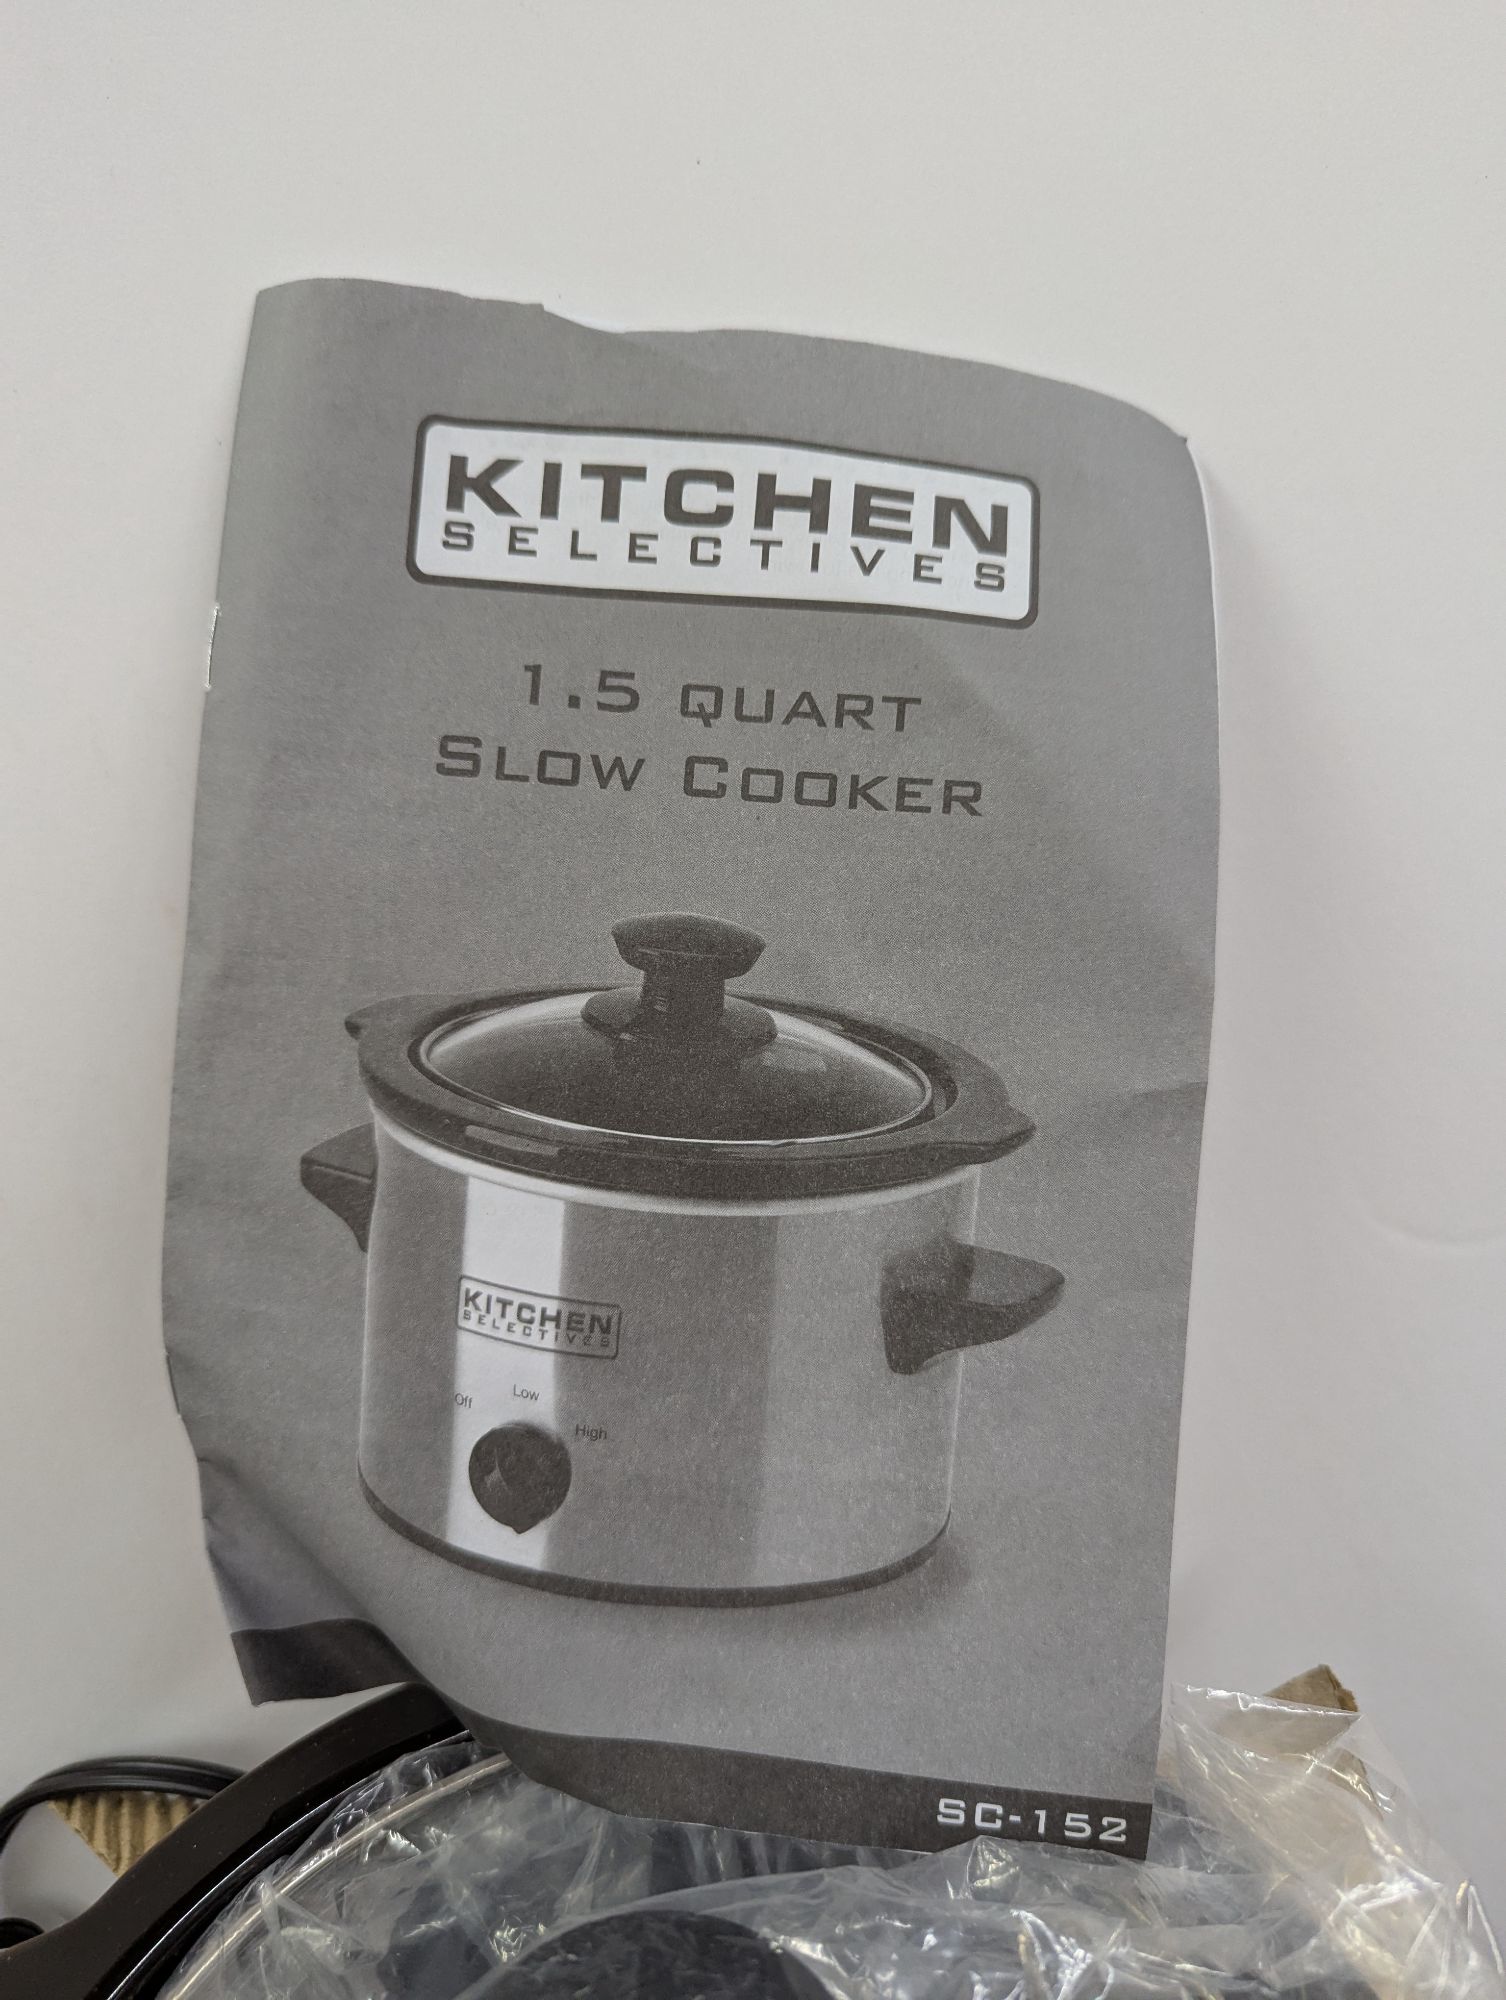 KITCHEN
SELECTIVES
1.5 QUART
SLOW COOKER
KITCHEN
SELECTIVES
Off Low High
SC-152